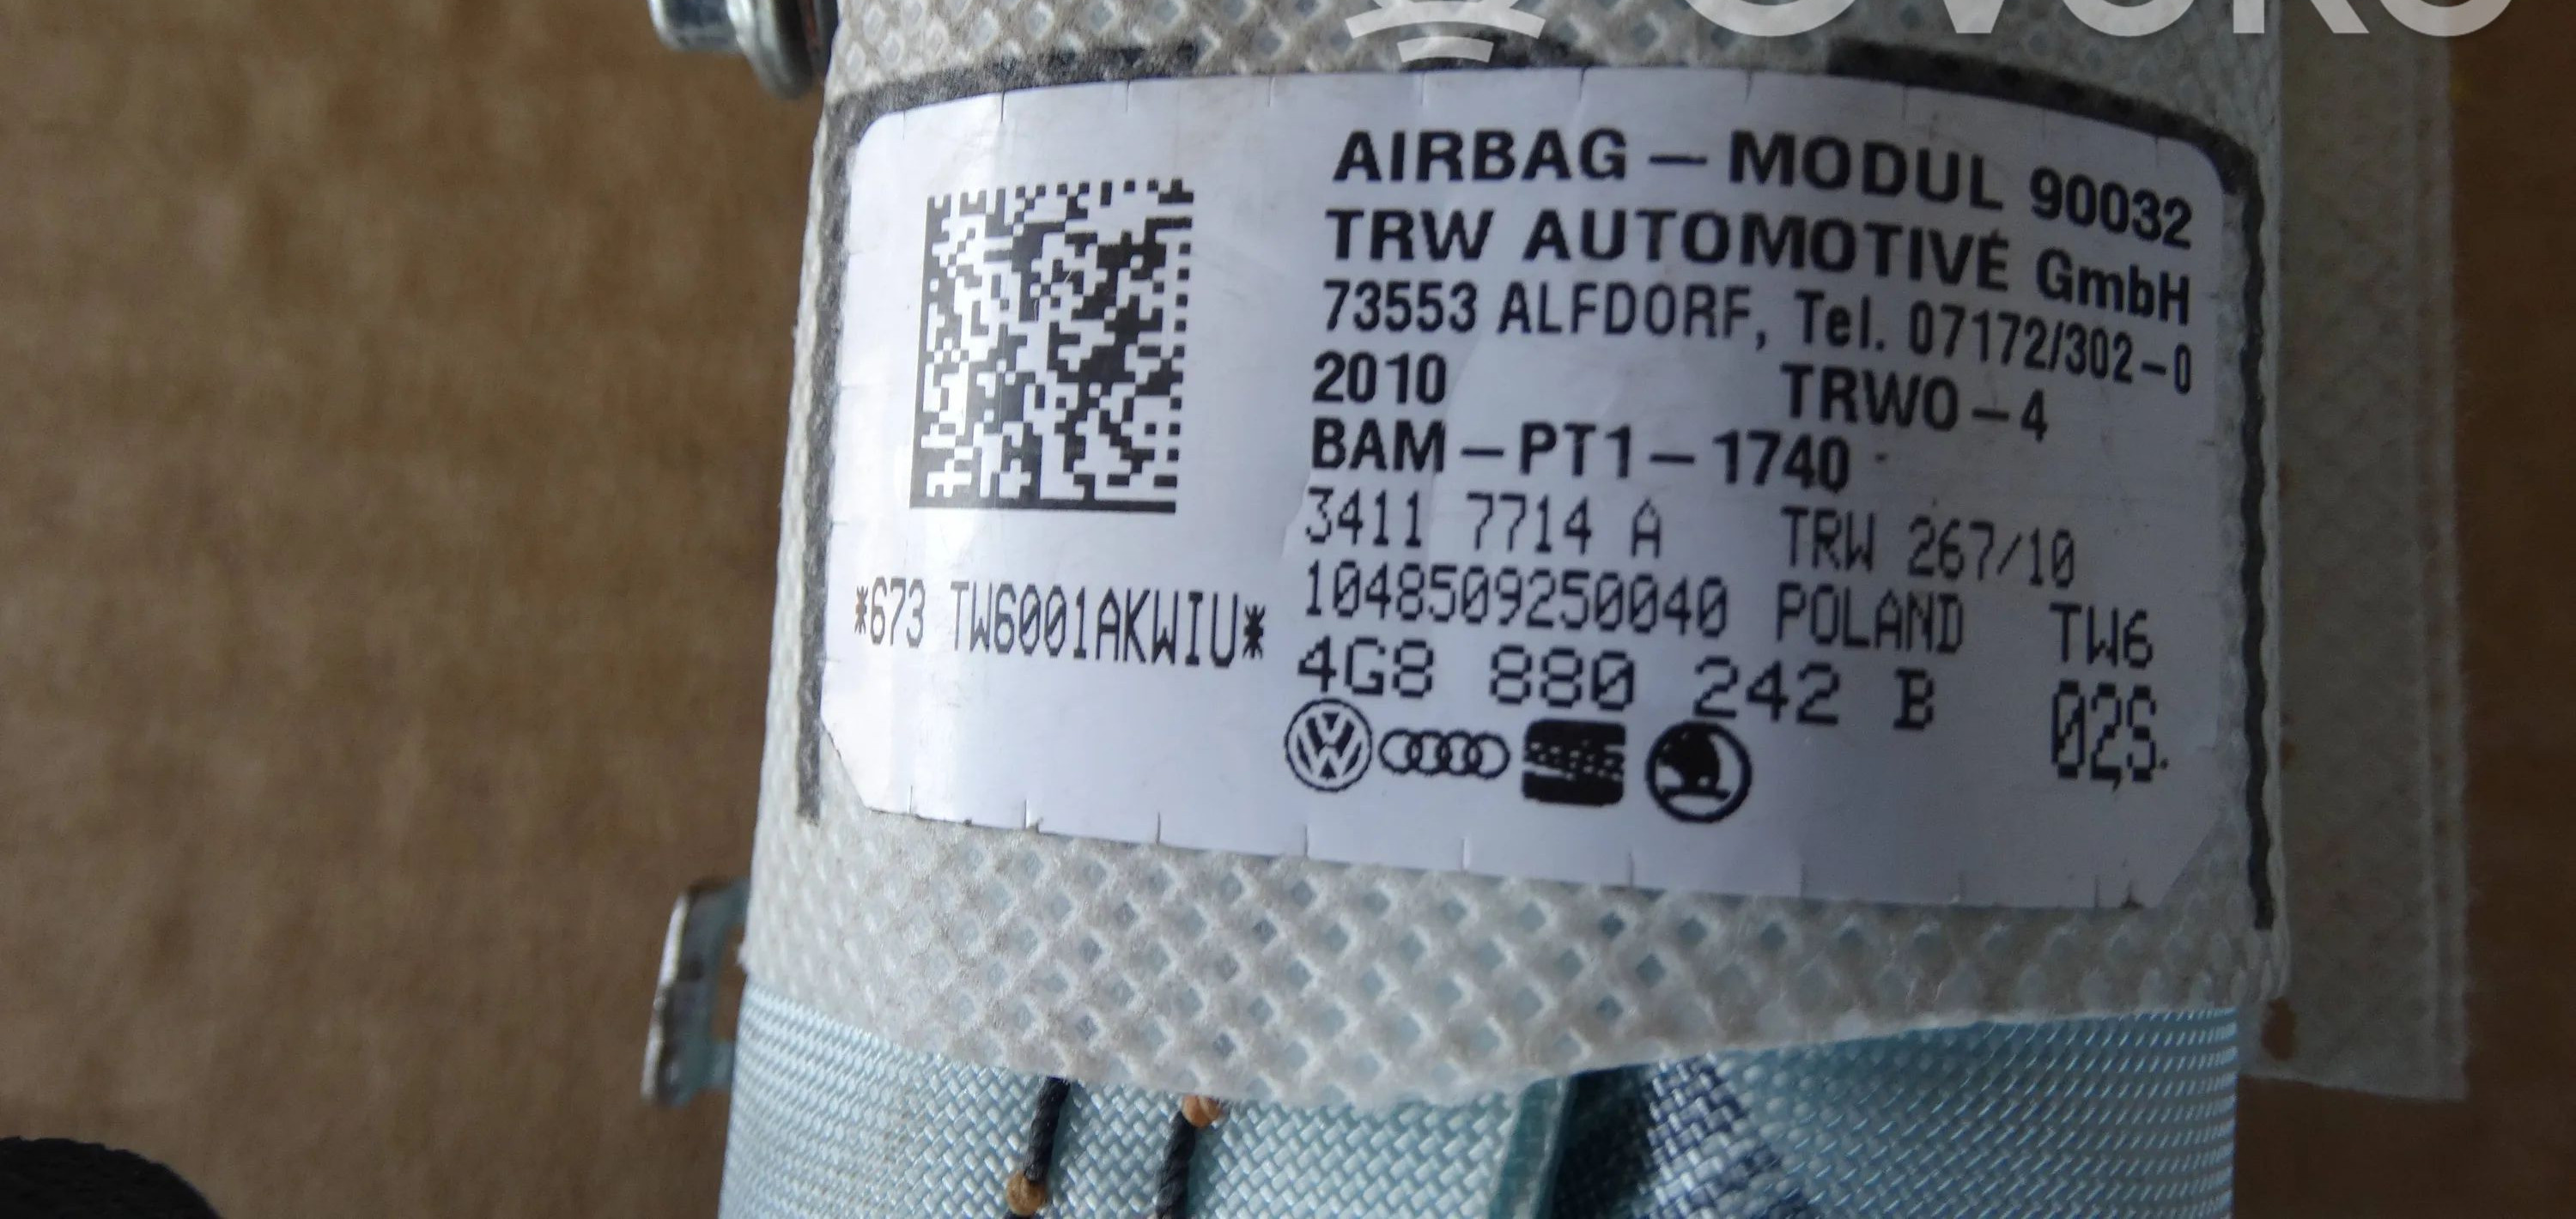 OVOKO
AIRBAG – MODUL 90032
TRW AUTOMOTIVE GmbH
73553 ALFDORF, Tel. 07172/302-0
2010 TRWO-4
BAM-PT1-1740
3411 7714 A TRW 267/10
*673 TW6001AKWIU*
1048509250040 POLAND TW6
4G8 880 242 B 02S